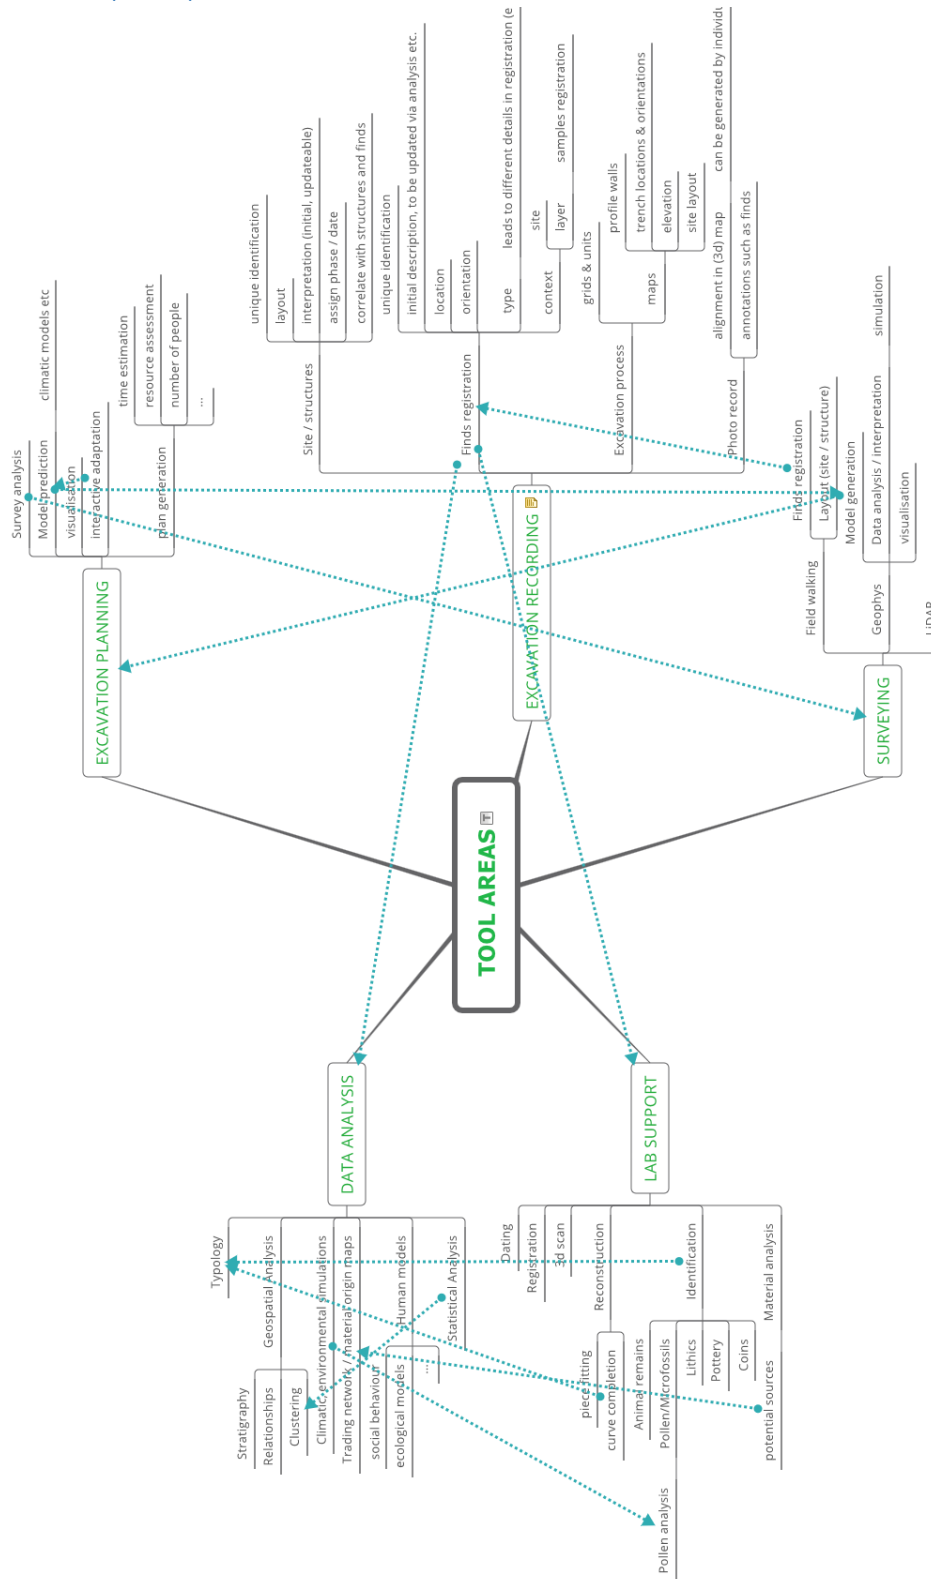 TOOL AREAS
EXCAVATION PLANNING
Survey analysis
Model prediction
climatic models etc
visualisation
interactive adaptation
plan generation
time estimation
resource assessment
number of people
...
EXCAVATION RECORDING
Site / structures
unique identification
layout
interpretation (initial, updateable)
assign phase / date
correlate with structures and finds
Finds registration
unique identification
initial description, to be updated via analysis etc.
location
orientation
type
leads to different details in registration (e
context
site
layer
samples registration
Excavation process
grids & units
maps
profile walls
trench locations & orientations
elevation
site layout
Photo record
alignment in (3d) map
can be generated by individu
annotations such as finds
SURVEYING
Field walking
Finds registration
Layout (site / structure)
Geophys
Model generation
Data analysis / interpretation
simulation
visualisation
LiDAR
DATA ANALYSIS
Typology
Geospatial Analysis
Stratigraphy
Relationships
Clustering
Climatic, environmental simulations
Trading network / material origin maps
Human models
social behaviour
ecological models
....
Statistical Analysis
LAB SUPPORT
Dating
Registration
3d scan
Reconstruction
piece fitting
curve completion
Identification
Animal remains
Pollen/Microfossils
Pollen analysis
Lithics
Pottery
Coins
Material analysis
potential sources